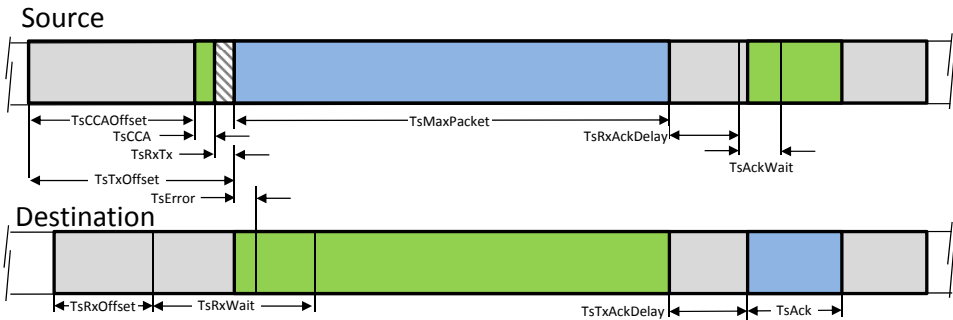 Source
TsCCAOffset
TsMaxPacket
TsCCA
TsRxAckDelay
TsRxTx
TsAckWait
TsTxOffset
TsError
Destination
TsRxOffset
TsRxWait
TsTxAckDelay
TsAck